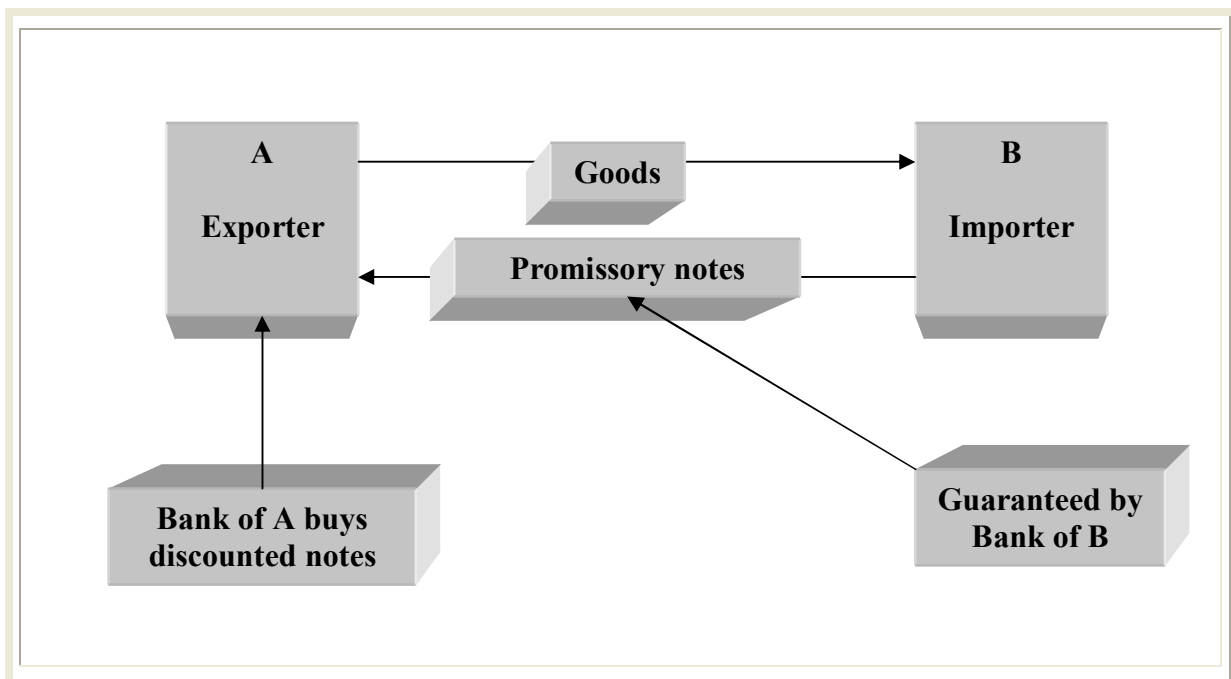 A
Exporter
Goods
B
Importer
Promissory notes
Bank of A buys
discounted notes
Guaranteed by
Bank of B